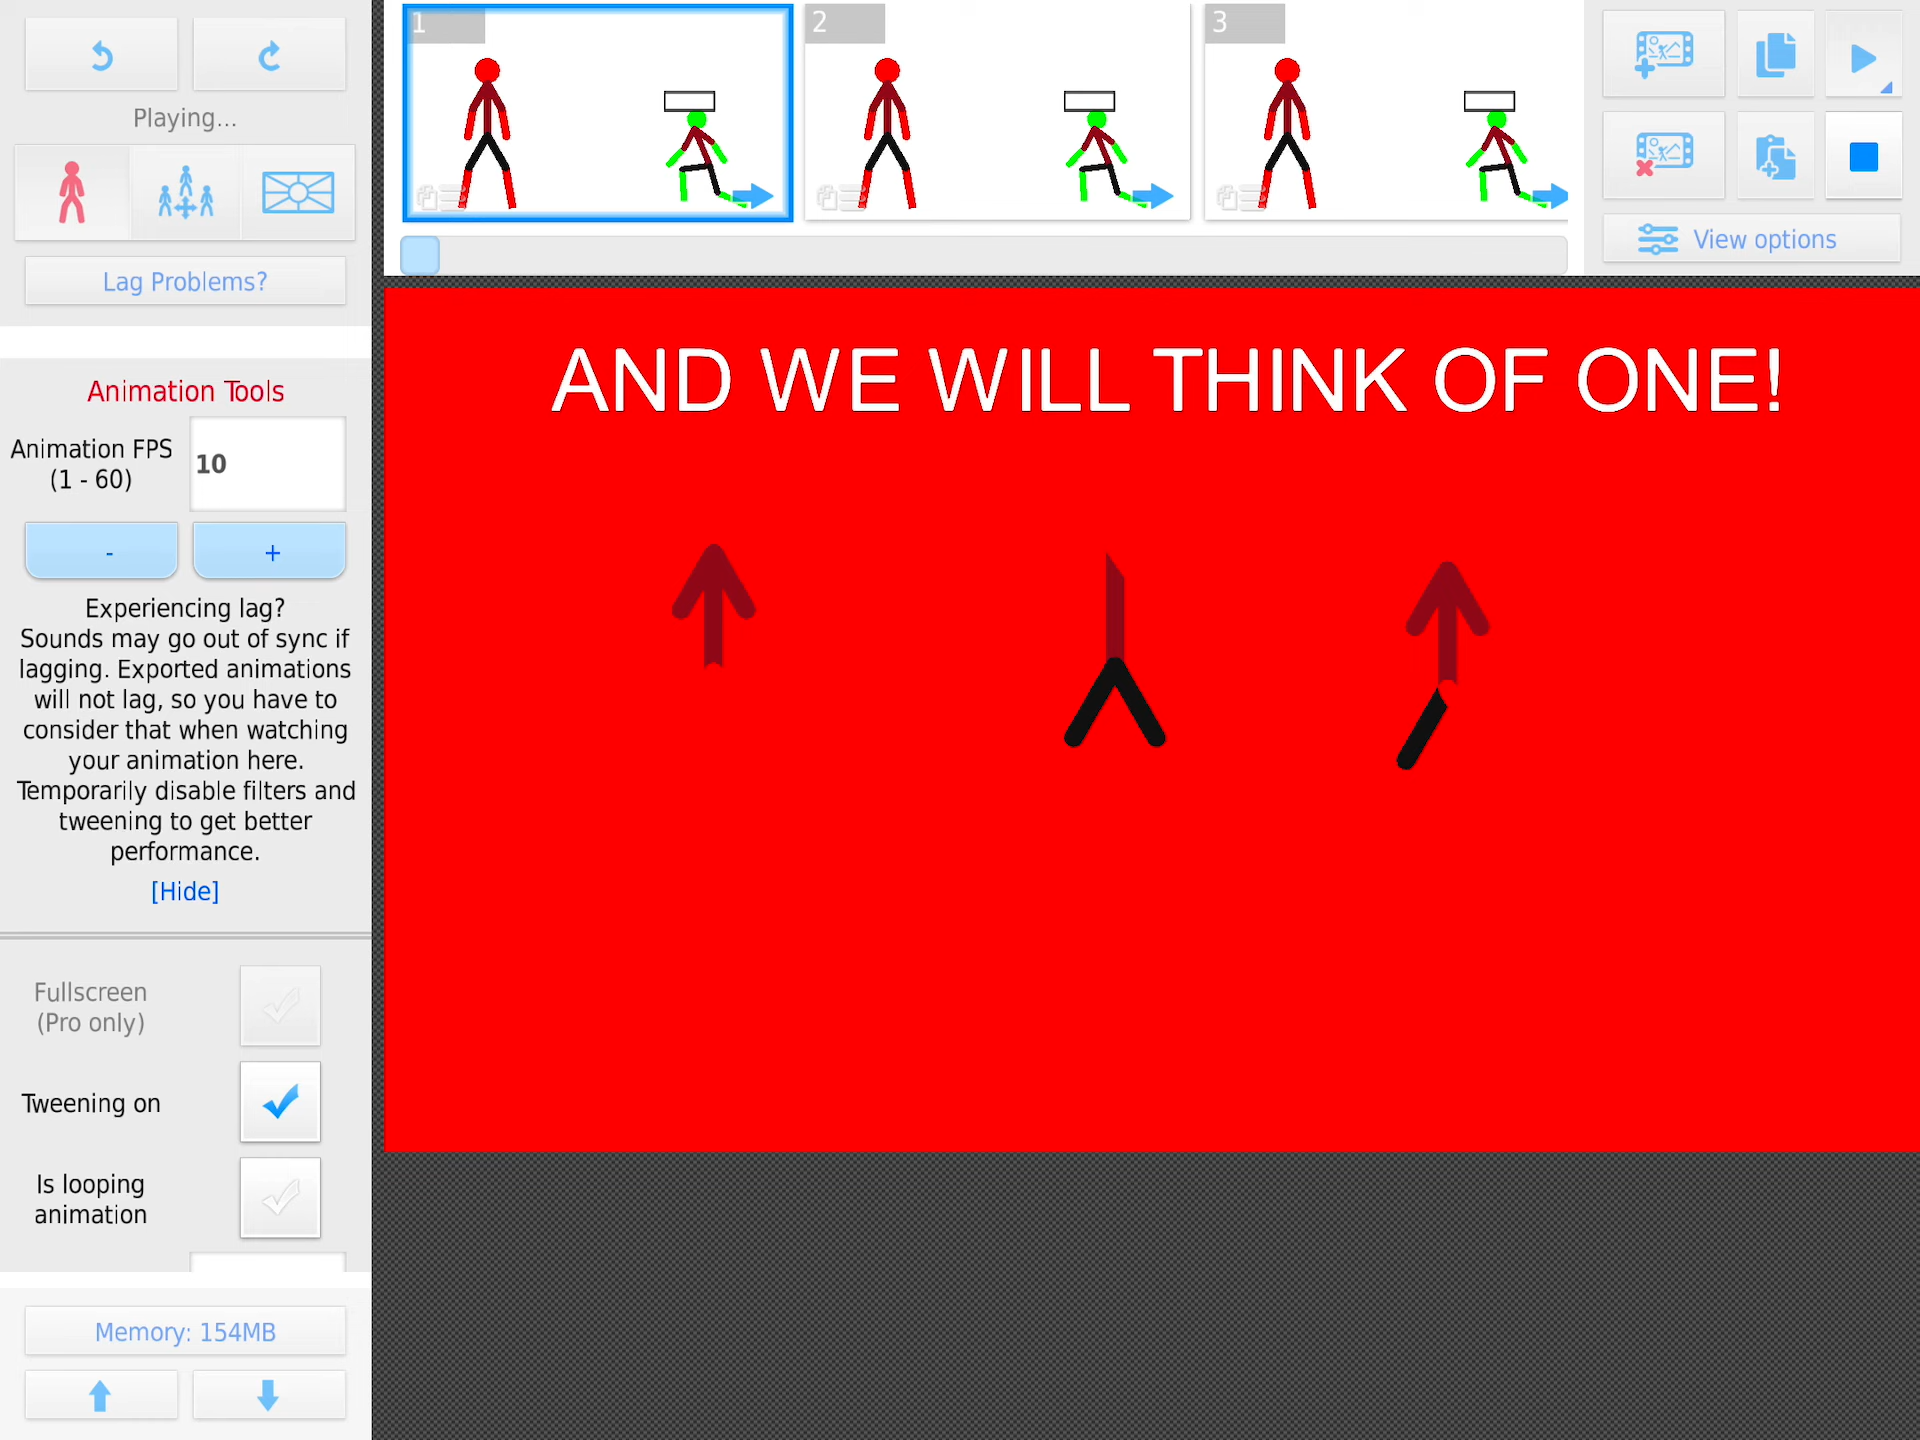 1
2
3
Playing...
View options
Lag Problems?
Animation Tools
Animation FPS
(1 - 60)
10
-
+
Experiencing lag?
Sounds may go out of sync if
lagging. Exported animations
will not lag, so you have to
consider that when watching
your animation here.
Temporarily disable filters and
tweening to get better
performance.
[Hide]
Fullscreen
(Pro only)
Tweening on
Is looping
animation
Memory: 154MB
AND WE WILL THINK OF ONE!